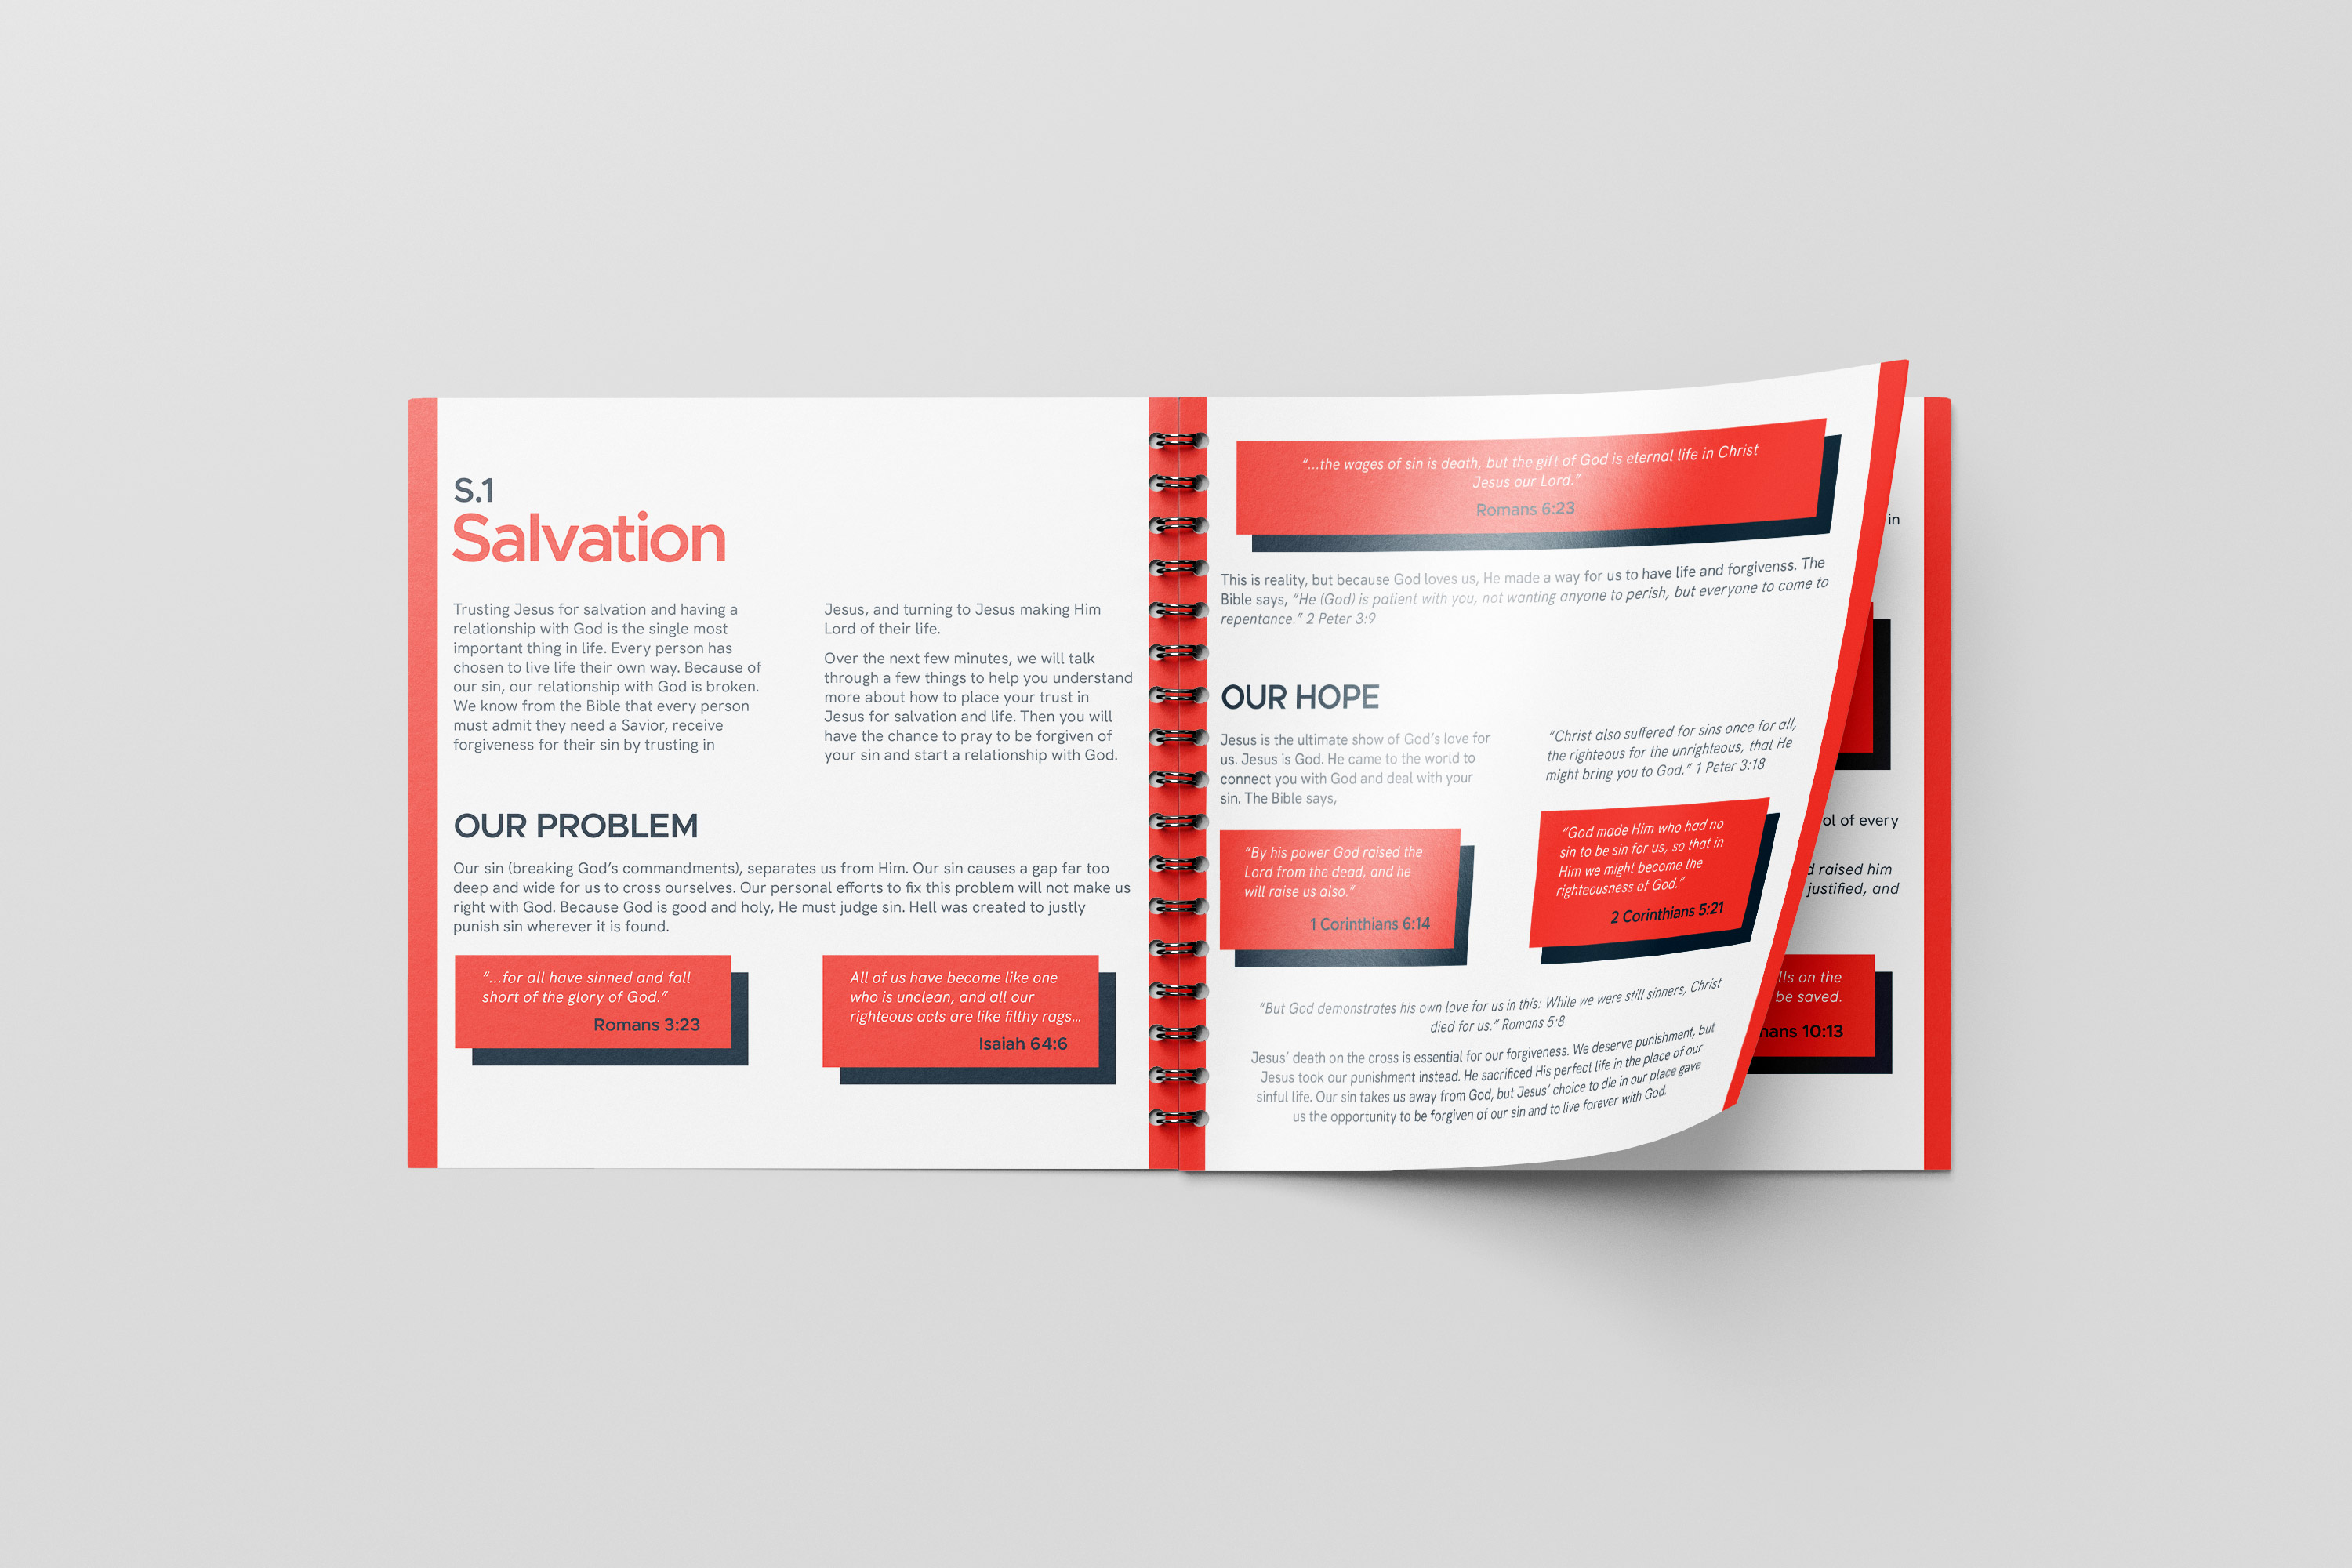 S.1
Salvation
Trusting Jesus for salvation and having a
relationship with God is the single most
important thing in life. Every person has
chosen to live life their own way. Because of
our sin, our relationship with God is broken.
We know from the Bible that every person
must admit they need a Savior, receive
forgiveness for their sin by trusting in
Jesus, and turning to Jesus making Him
Lord of their life.
Over the next few minutes, we will talk
through a few things to help you understand
more about how to place your trust in
Jesus for salvation and life. Then you will
have the chance to pray to be forgiven of
your sin and start a relationship with God.
OUR PROBLEM
Our sin (breaking God's commandments), separates us from Him. Our sin causes a gap far too
deep and wide for us to cross ourselves. Our personal efforts to fix this problem will not make us
right with God. Because God is good and holy, He must judge sin. Hell was created to justly
punish sin wherever it is found.
"...for all have sinned and fall
short of the glory of God."
Romans 3:23
All of us have become like one
who is unclean, and all our
righteous acts are like filthy rags...
Isaiah 64:6
"...the wages of sin is death, but the gift of God is eternal life in Christ
Jesus our Lord."
Romans 6:23
This is reality, but because God loves us, He made a way for us to have life and forgivenss. The
Bible says, "He (God) is patient with you, not wanting anyone to perish, but everyone to come to
repentance." 2 Peter 3:9
OUR HOPE
Jesus is the ultimate show of God's love for
us. Jesus is God. He came to the world to
connect you with God and deal with your
sin. The Bible says,
"By his power God raised the
Lord from the dead, and he
will raise us also."
1 Corinthians 6:14
"Christ also suffered for sins once for all,
the righteous for the unrighteous, that He
might bring you to God." 1 Peter 3:18
"God made Him who had no
sin to be sin for us, so that in
Him we might become the
righteousness of God."
2 Corinthians 5:21
"But God demonstrates his own love for us in this: While we were still sinners, Christ
died for us." Romans 5:8
Jesus' death on the cross is essential for our forgiveness. We deserve punishment, but
Jesus took our punishment instead. He sacrificed His perfect life in the place of our
sinful life. Our sin takes us away from God, but Jesus' choice to die in our place gave
us the opportunity to be forgiven of our sin and to live forever with God.
in
ol of every
raised him
justified, and
lls on the
be saved.
mans 10:13